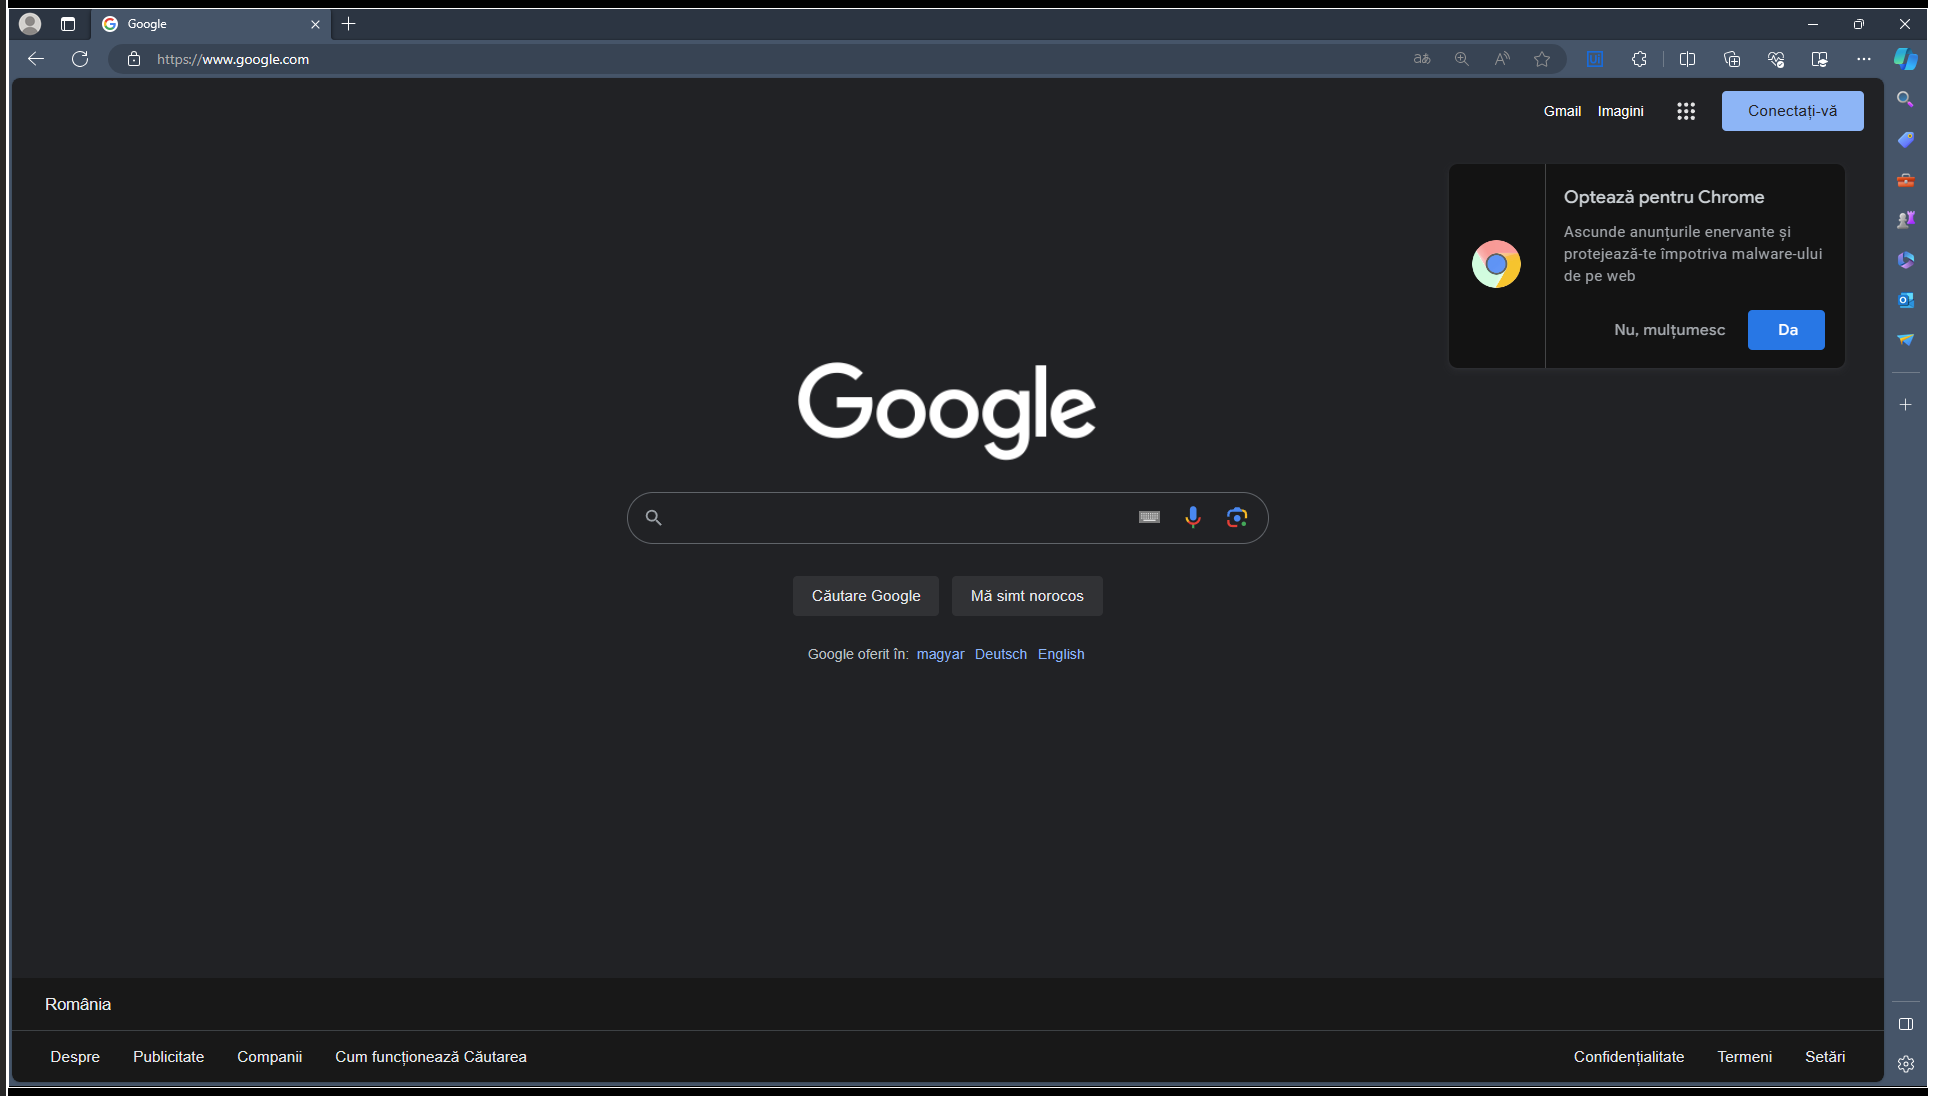 Google
https://www.google.com
Gmail Imagini Conectați-vă
Optează pentru Chrome
Ascunde anunțurile enervante și
protejează-te împotriva malware-ului
de pe web
Nu, mulțumesc Da
Google
Căutare Google Mă simt norocos
Google oferit în: magyar Deutsch English
România
Despre Publicitate Companii Cum funcționează Căutarea Confidențialitate Termeni Setări